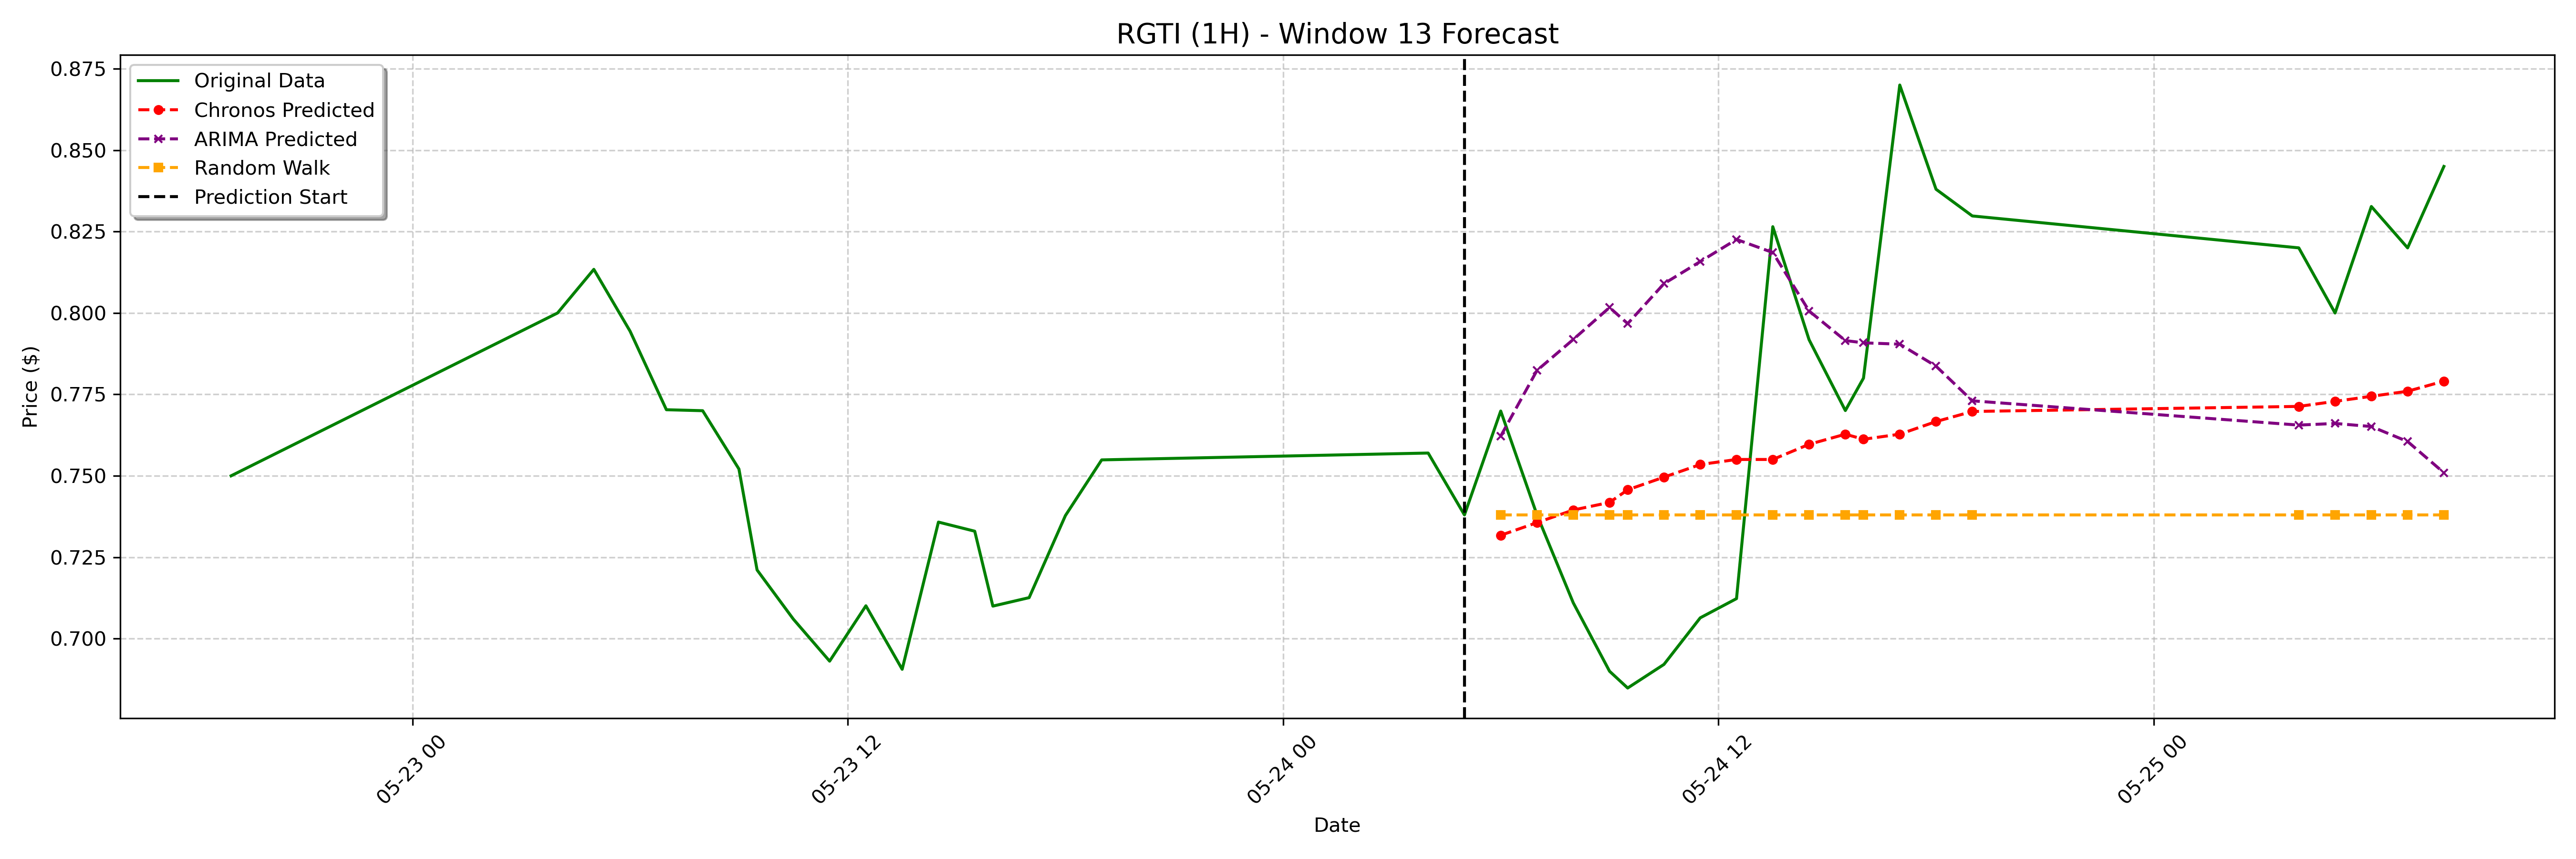 RGTI (1H) - Window 13 Forecast
Original Data
Chronos Predicted
ARIMA Predicted
Random Walk
Prediction Start
Price ($)
0.875
0.850
0.825
0.800
0.775
0.750
0.725
0.700
05-23 00
05-23 12
05-24 00
05-24 12
05-25 00
Date